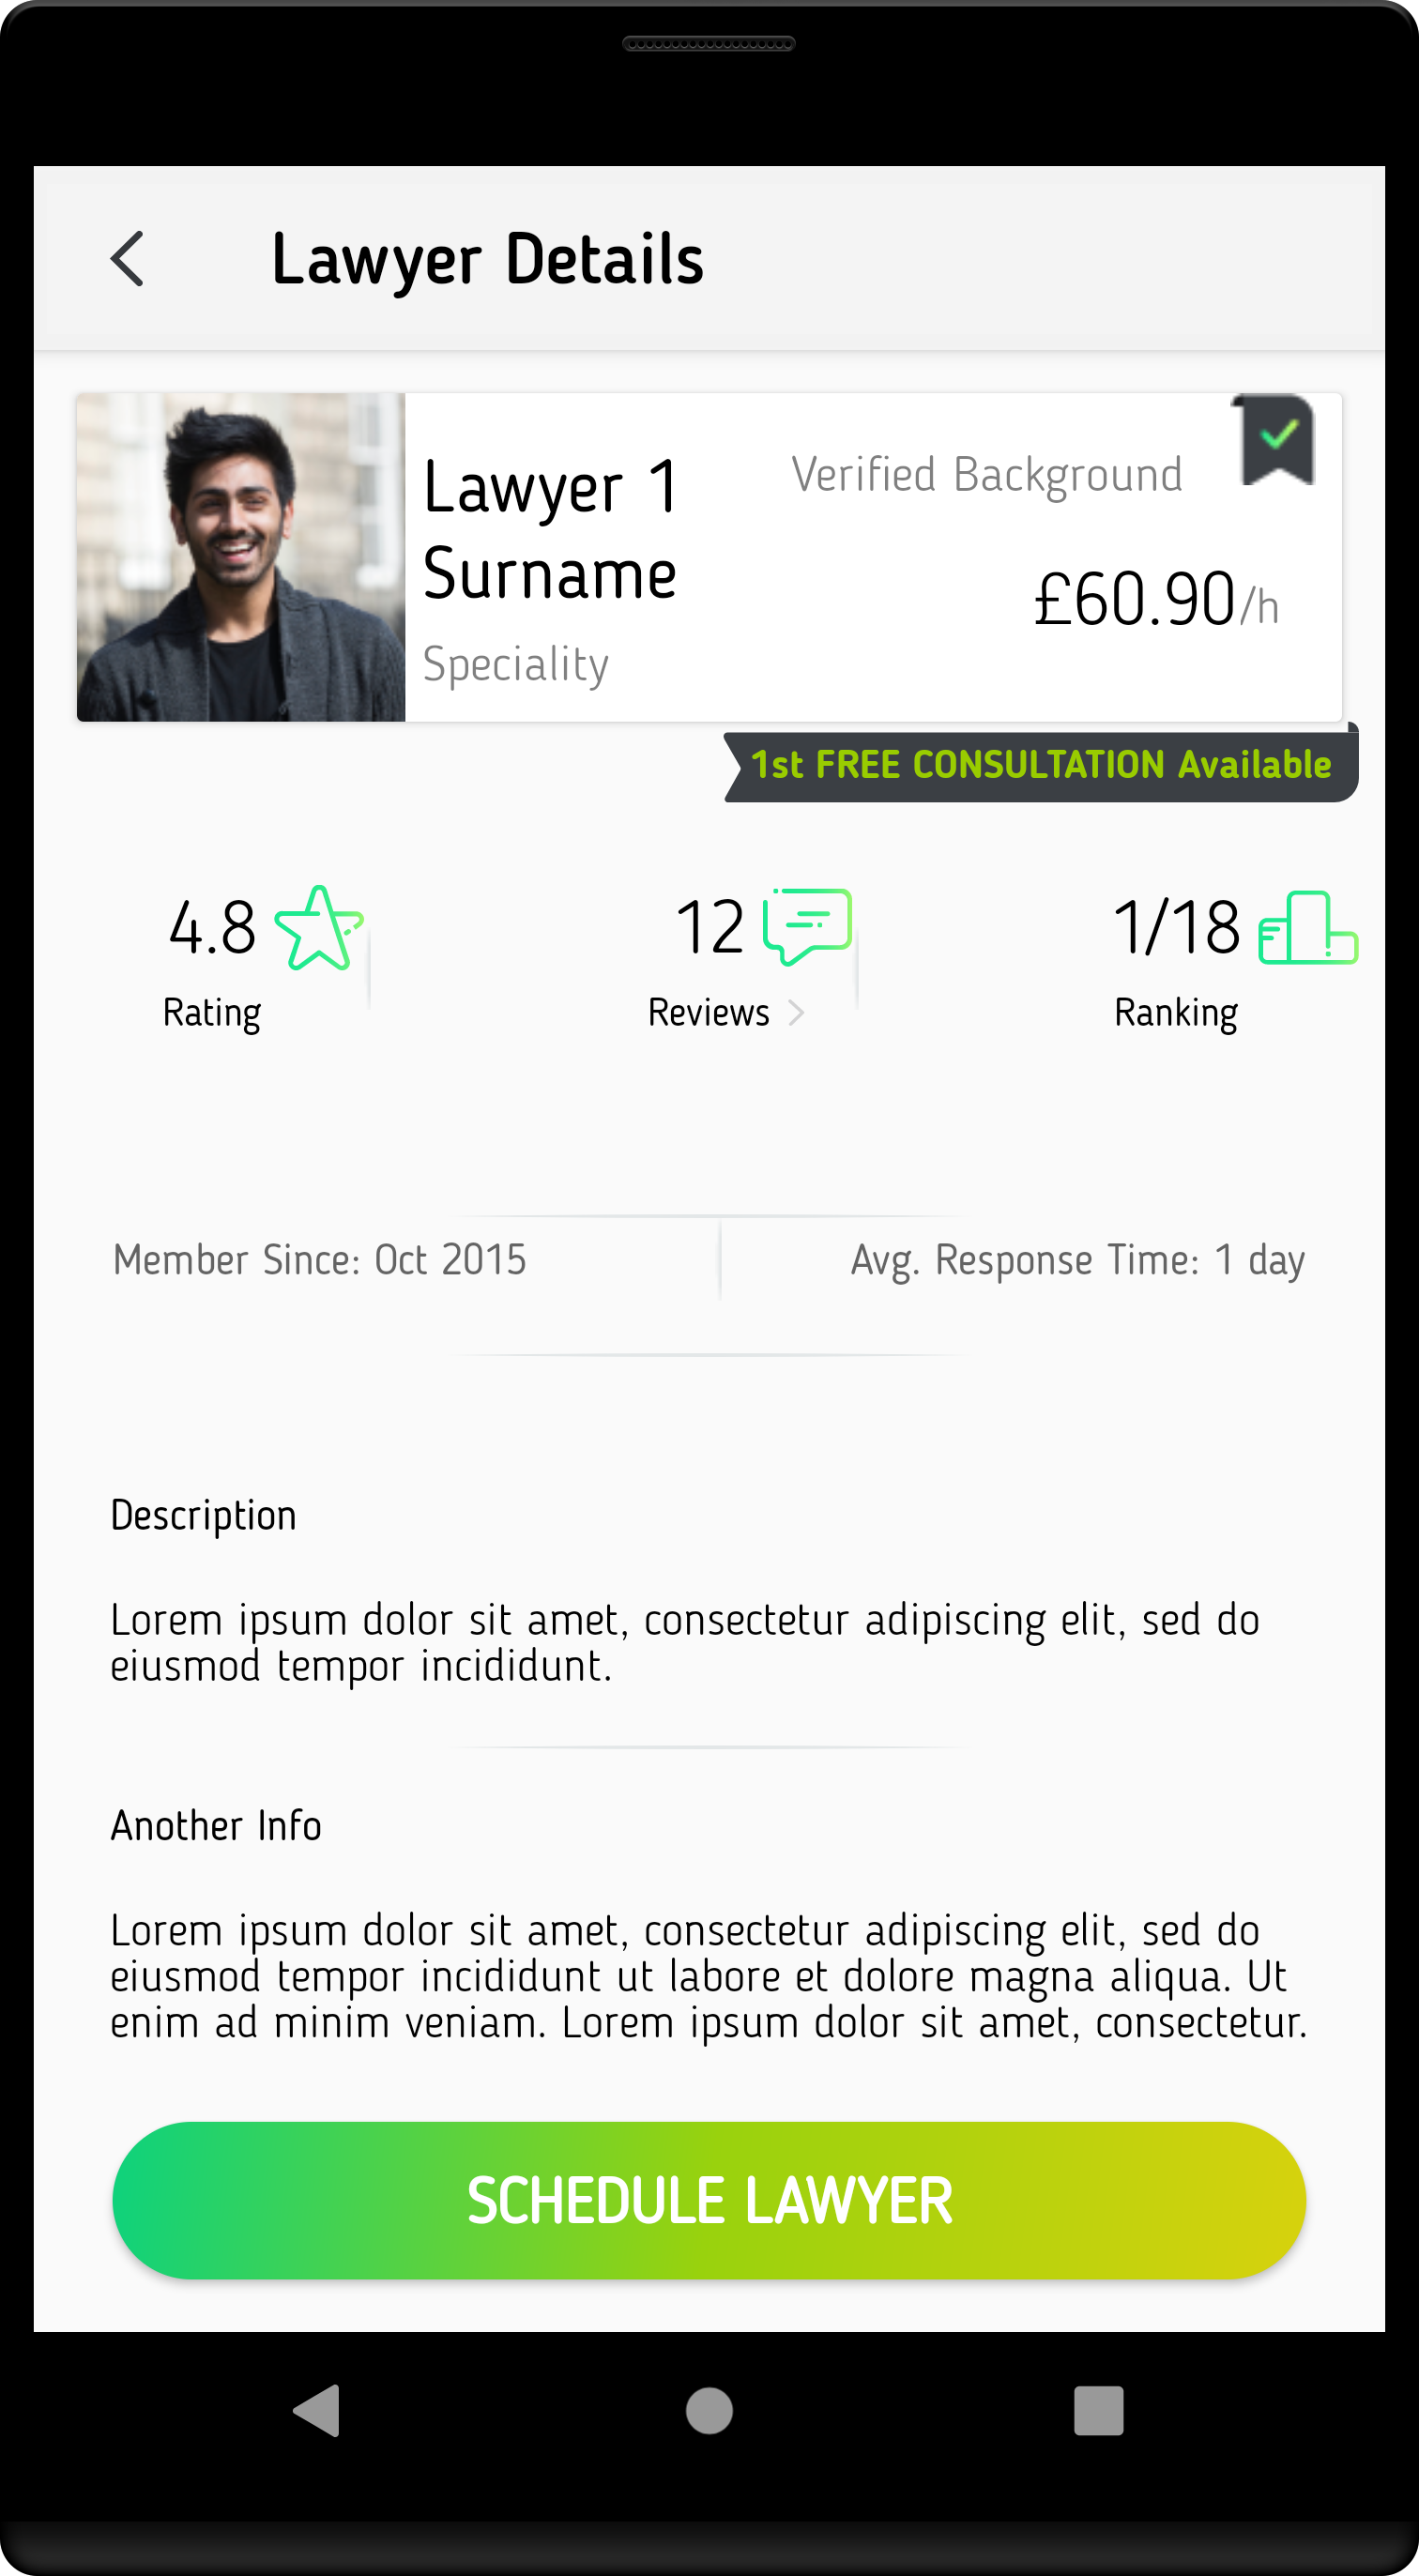 Lawyer Details
Lawyer 1
Surname
Speciality
Verified Background
£60.90/h
1st FREE CONSULTATION Available
4.8
Rating
12
Reviews
1/18
Ranking
Member Since: Oct 2015
Avg. Response Time: 1 day
Description
Lorem ipsum dolor sit amet, consectetur adipiscing elit, sed do
eiusmod tempor incididunt.
Another Info
Lorem ipsum dolor sit amet, consectetur adipiscing elit, sed do
eiusmod tempor incididunt ut labore et dolore magna aliqua. Ut
enim ad minim veniam. Lorem ipsum dolor sit amet, consectetur.
SCHEDULE LAWYER